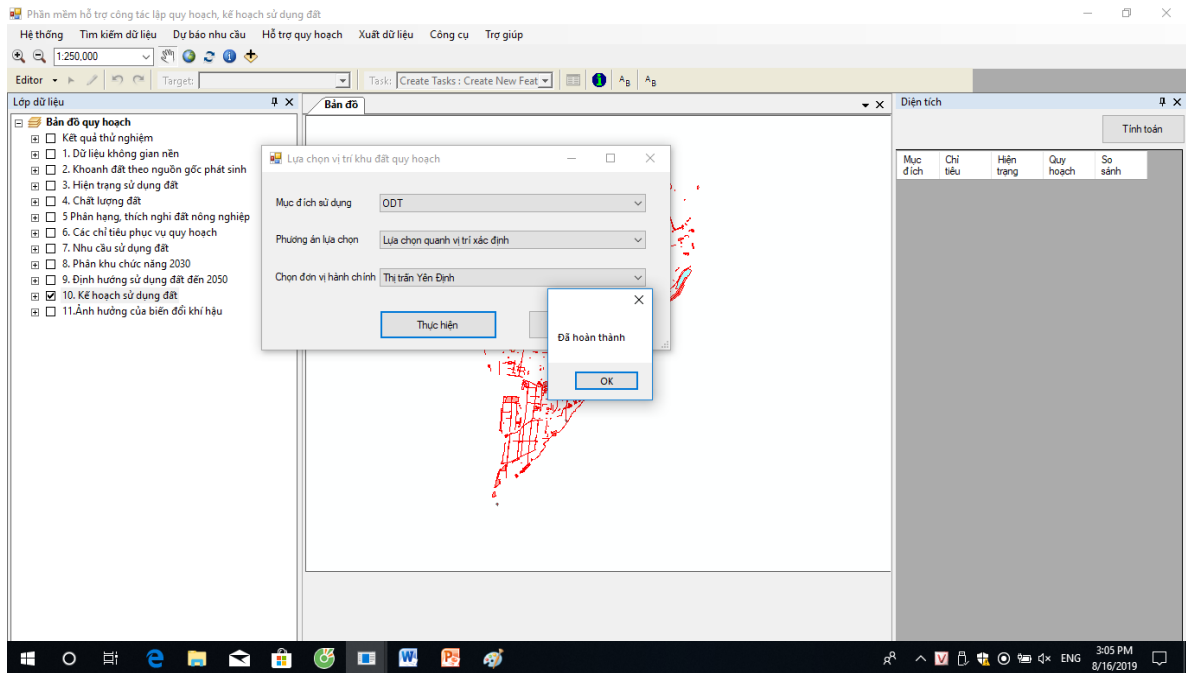 Phần mềm hỗ trợ công tác lập quy hoạch, kế hoạch sử dụng đất
Hệ thống Tìm kiếm dữ liệu Dự báo nhu cầu Hỗ trợ quy hoạch Xuất dữ liệu Công cụ Trợ giúp
1:250,000
Editor Target: Task: Create Tasks : Create New Feat
Lớp dữ liệu
Bản đồ quy hoạch
Kết quả thử nghiệm
1. Dữ liệu không gian nền
2. Khoanh đất theo nguồn gốc phát sinh
3. Hiện trạng sử dụng đất
4. Chất lượng đất
5 Phân hạng, thích nghi đất nông nghiệp
6. Các chỉ tiêu phục vụ quy hoạch
7. Nhu cầu sử dụng đất
8. Phân khu chức năng 2030
9. Định hướng sử dụng đất đến 2050
10. Kế hoạch sử dụng đất
11.Ảnh hưởng của biến đổi khí hậu
Bản đồ
Lựa chọn vị trí khu đất quy hoạch
Mục đích sử dụng ODT
Phương án lựa chọn Lựa chọn quanh vị trí xác định
Chọn đơn vị hành chính Thị trấn Yên Định
Thực hiện
Đã hoàn thành
OK
Diện tích
Tính toán
Mục đích Chỉ tiêu Hiện trạng Quy hoạch So sánh
ENG
3:05 PM
8/16/2019